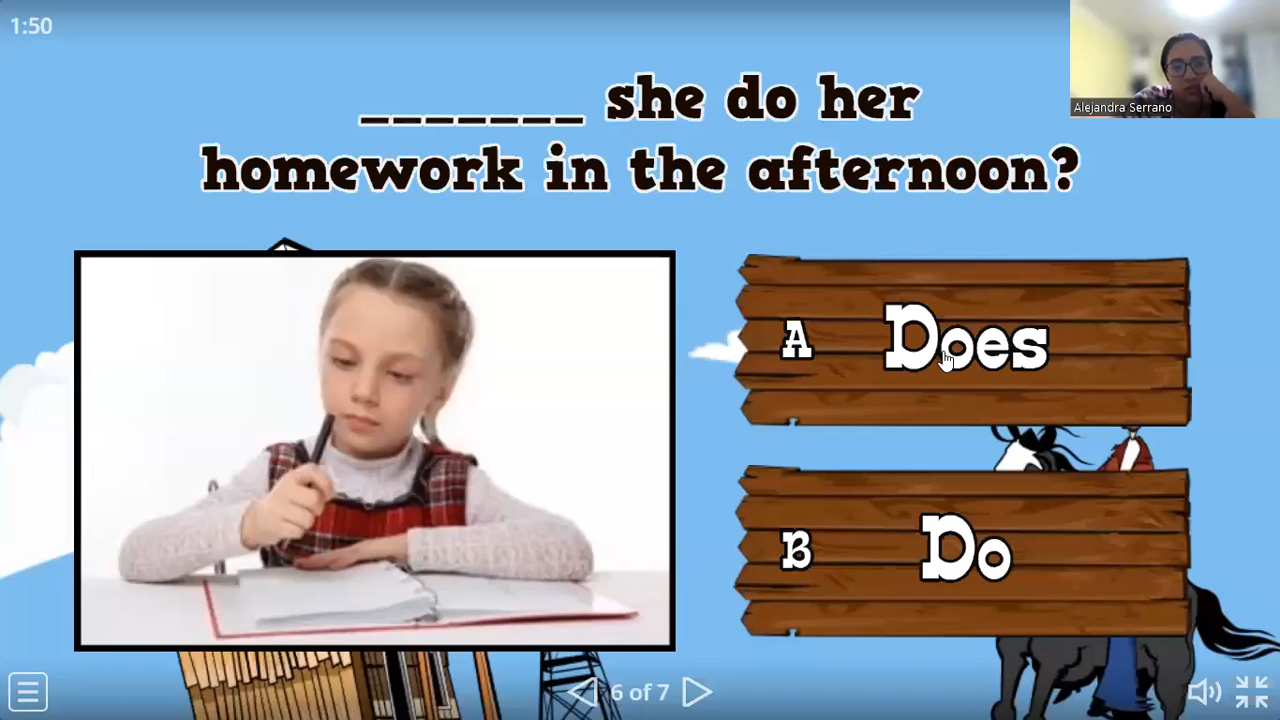 1:50
_______ she do her
homework in the afternoon?
Alejandra Serrano
A Does
B Do
6 of 7